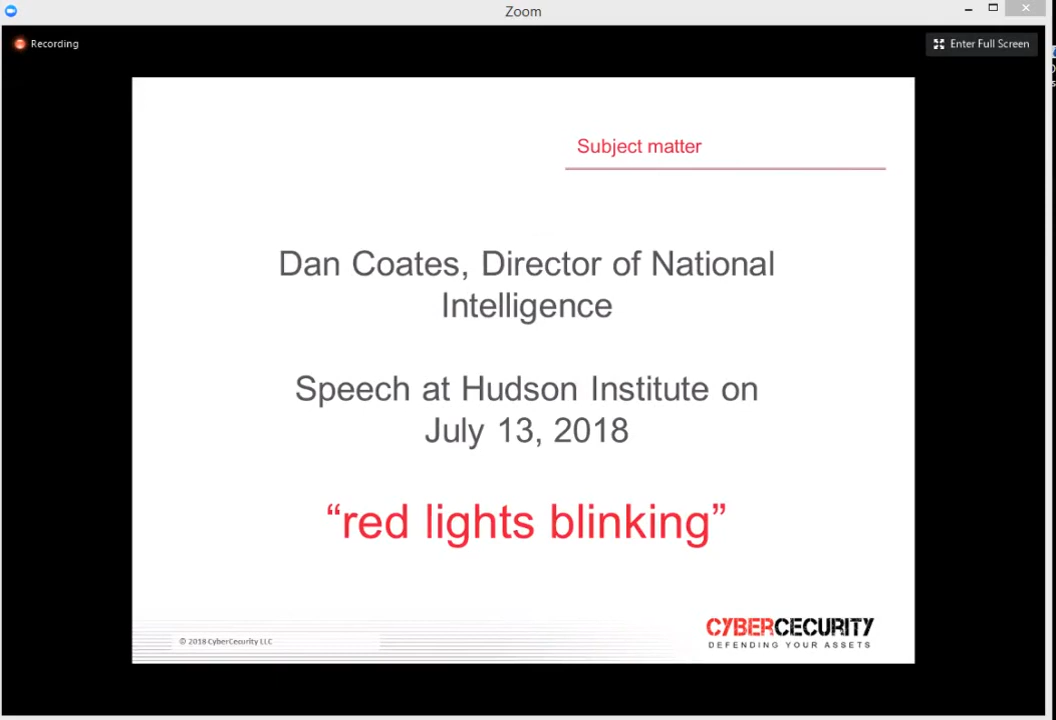 Zoom
Recording
Enter Full Screen
Subject matter
Dan Coates, Director of National
Intelligence
Speech at Hudson Institute on
July 13, 2018
“red lights blinking”
© 2018 CyberCecurity LLC
CYBERCECURITY
DEFENDING YOUR ASSETS